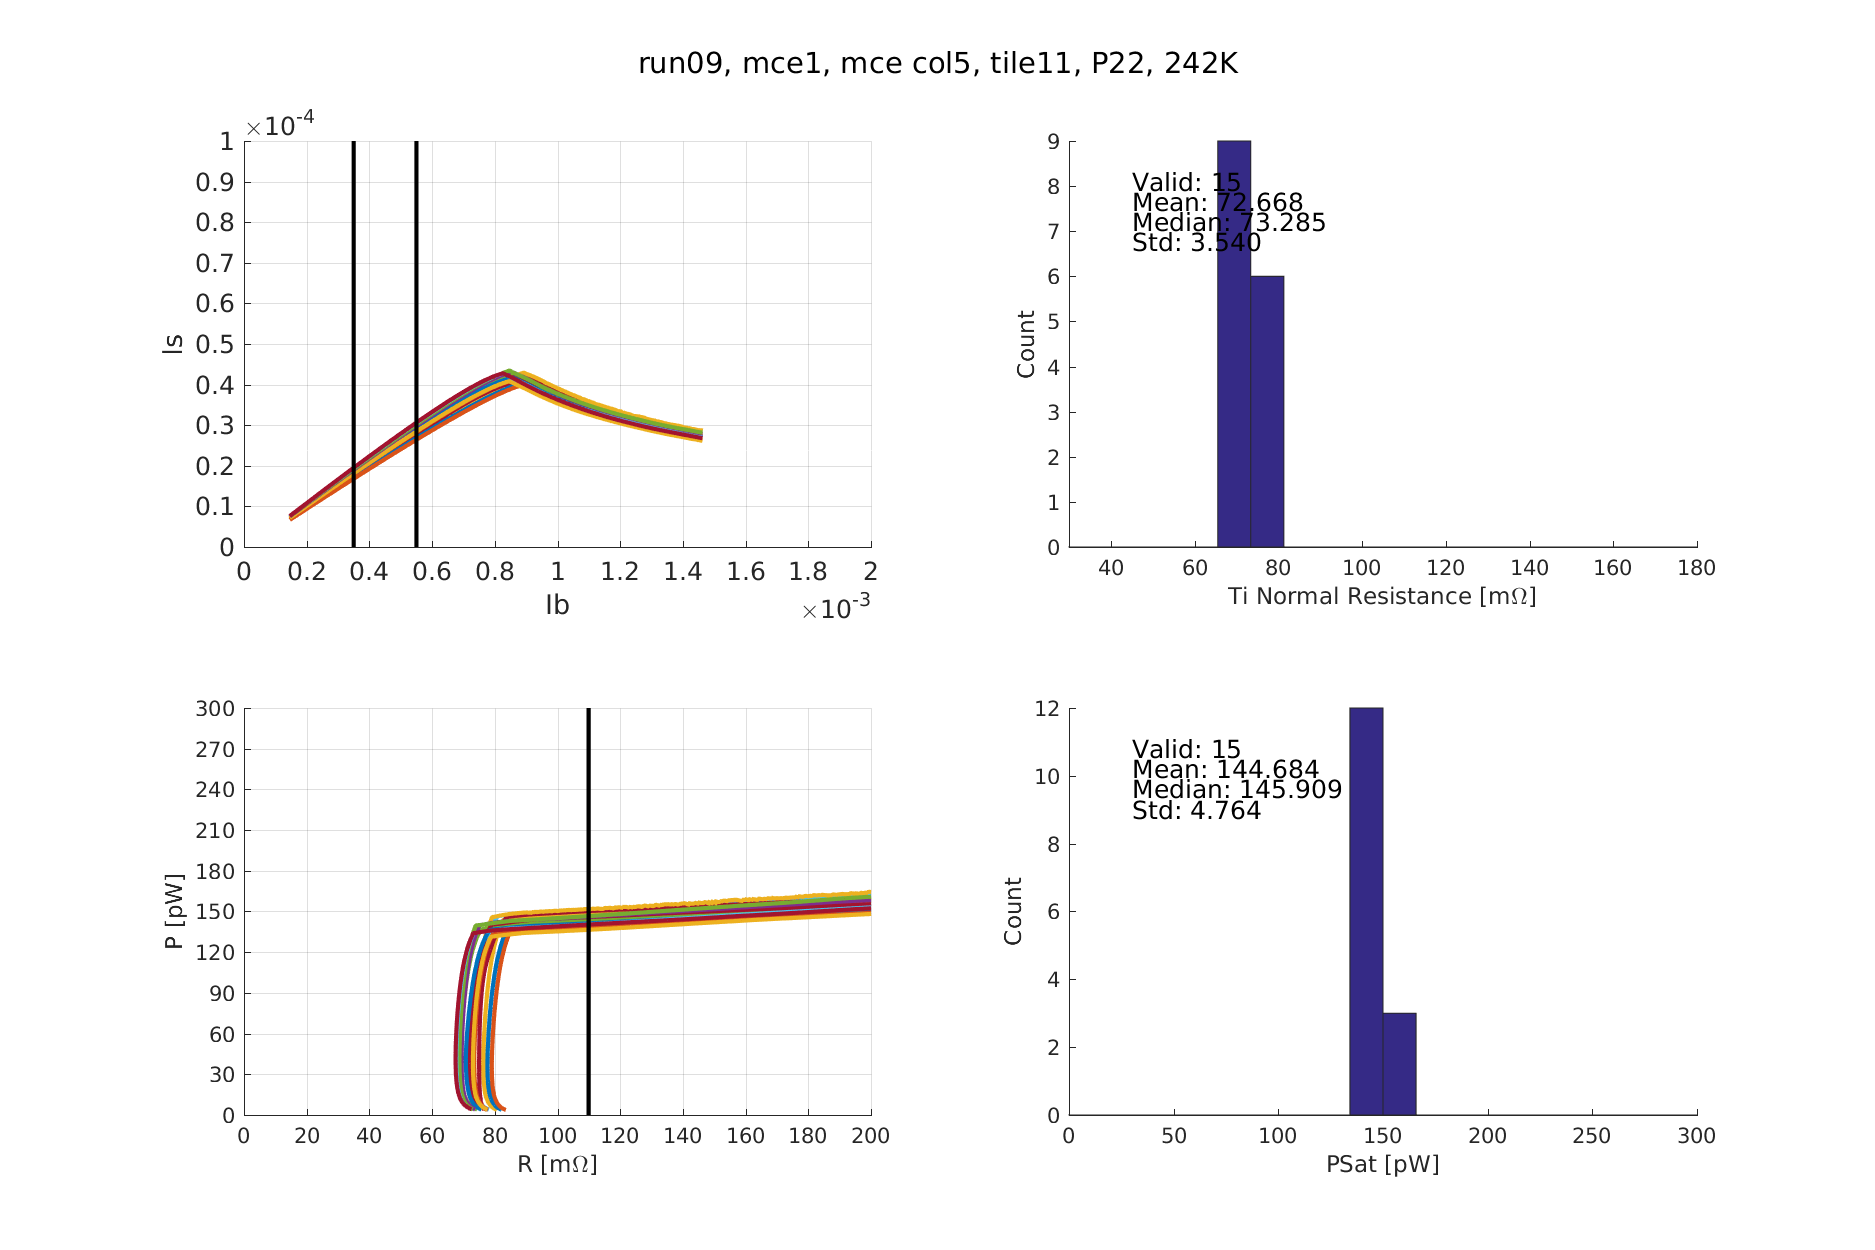 run09, mce1, mce col5, tile11, P22, 242K
×10-4
1
0.9
0.8
0.7
0.6
0.5
0.4
0.3
0.2
0.1
0
Is
0 0.2 0.4 0.6 0.8 1 1.2 1.4 1.6 1.8 2
Ib
×10-3
9
8
7
6
5
4
3
2
1
0
Count
Valid: 15
Mean: 72.668
Median: 73.285
Std: 3.540
40 60 80 100 120 140 160 180
Ti Normal Resistance [mΩ]
300
270
240
210
180
150
120
90
60
30
0
P [pW]
0 20 40 60 80 100 120 140 160 180 200
R [mΩ]
12
10
8
6
4
2
0
Count
Valid: 15
Mean: 144.684
Median: 145.909
Std: 4.764
0 50 100 150 200 250 300
PSat [pW]